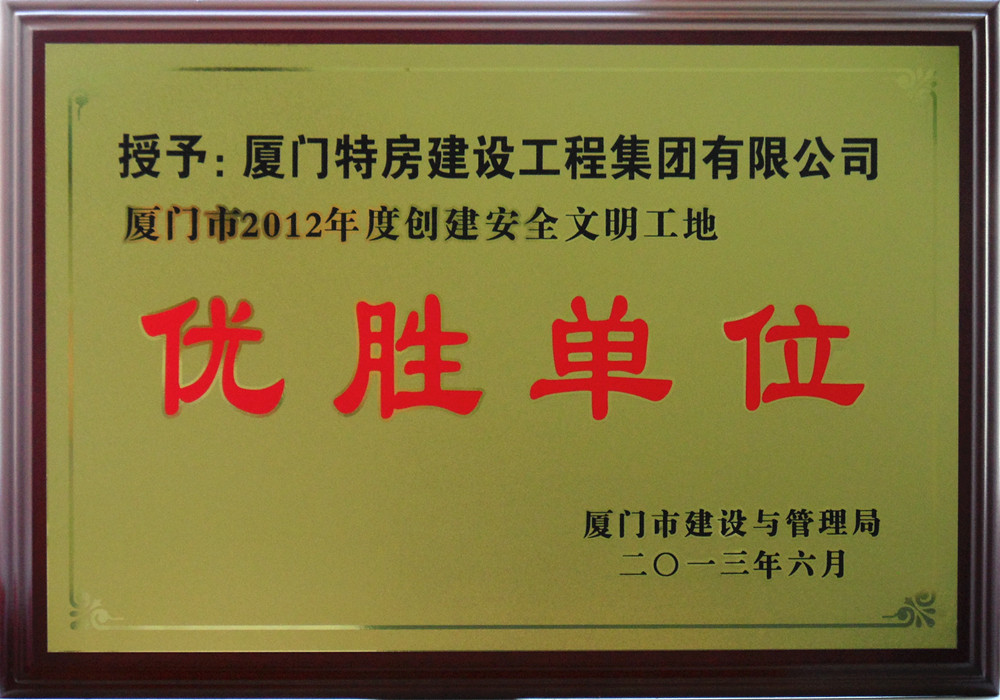 授予：厦门特房建设工程集团有限公司
厦门市2012年度创建安全文明工地
优胜单位
厦门市建设与管理局
二〇一三年六月